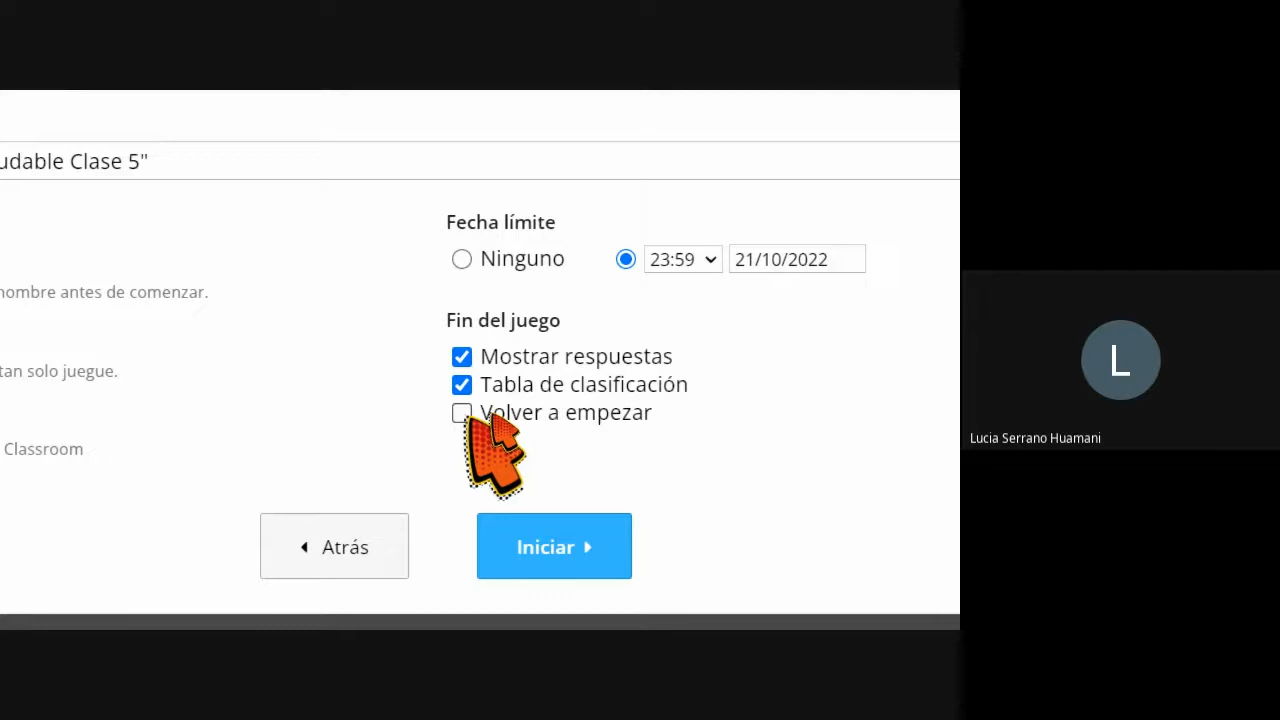 udable Clase 5"
Fecha límite
Ninguno
23:59
21/10/2022
nombre antes de comenzar.
Fin del juego
Mostrar respuestas
tan solo juegue.
Tabla de clasificación
Volver a empezar
Classroom
Atrás
Iniciar
L
Lucia Serrano Huamani